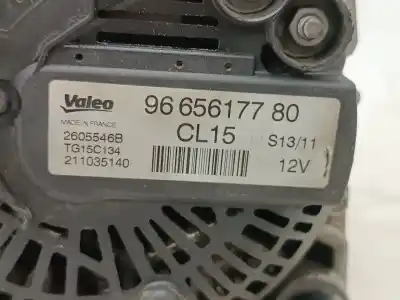 Valeo 96 656177 80
MADE IN FRANCE CL15 S13/11
2605546B
TG15C134 12V
211035140